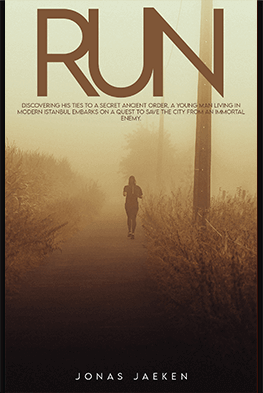 RUN
DISCOVERING HIS TIES TO A SECRET ANCIENT ORDER, A YOUNG MAN LIVING IN
MODERN ISTANBUL EMBARKS ON A QUEST TO SAVE THE CITY FROM AN IMMORTAL
ENEMY.
JONAS JAEKEN